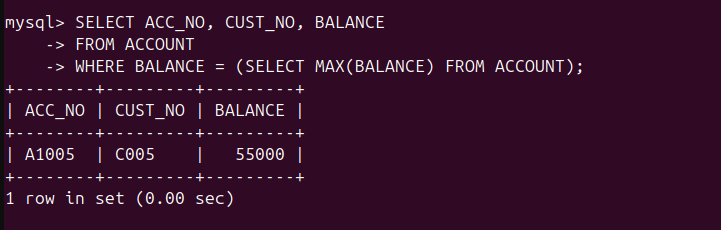 mysql> SELECT ACC_NO, CUST_NO, BALANCE
    -> FROM ACCOUNT
    -> WHERE BALANCE = (SELECT MAX(BALANCE) FROM ACCOUNT);
+--------+---------+---------+
| ACC_NO | CUST_NO | BALANCE |
+--------+---------+---------+
| A1005  | C005    |   55000 |
+--------+---------+---------+
1 row in set (0.00 sec)